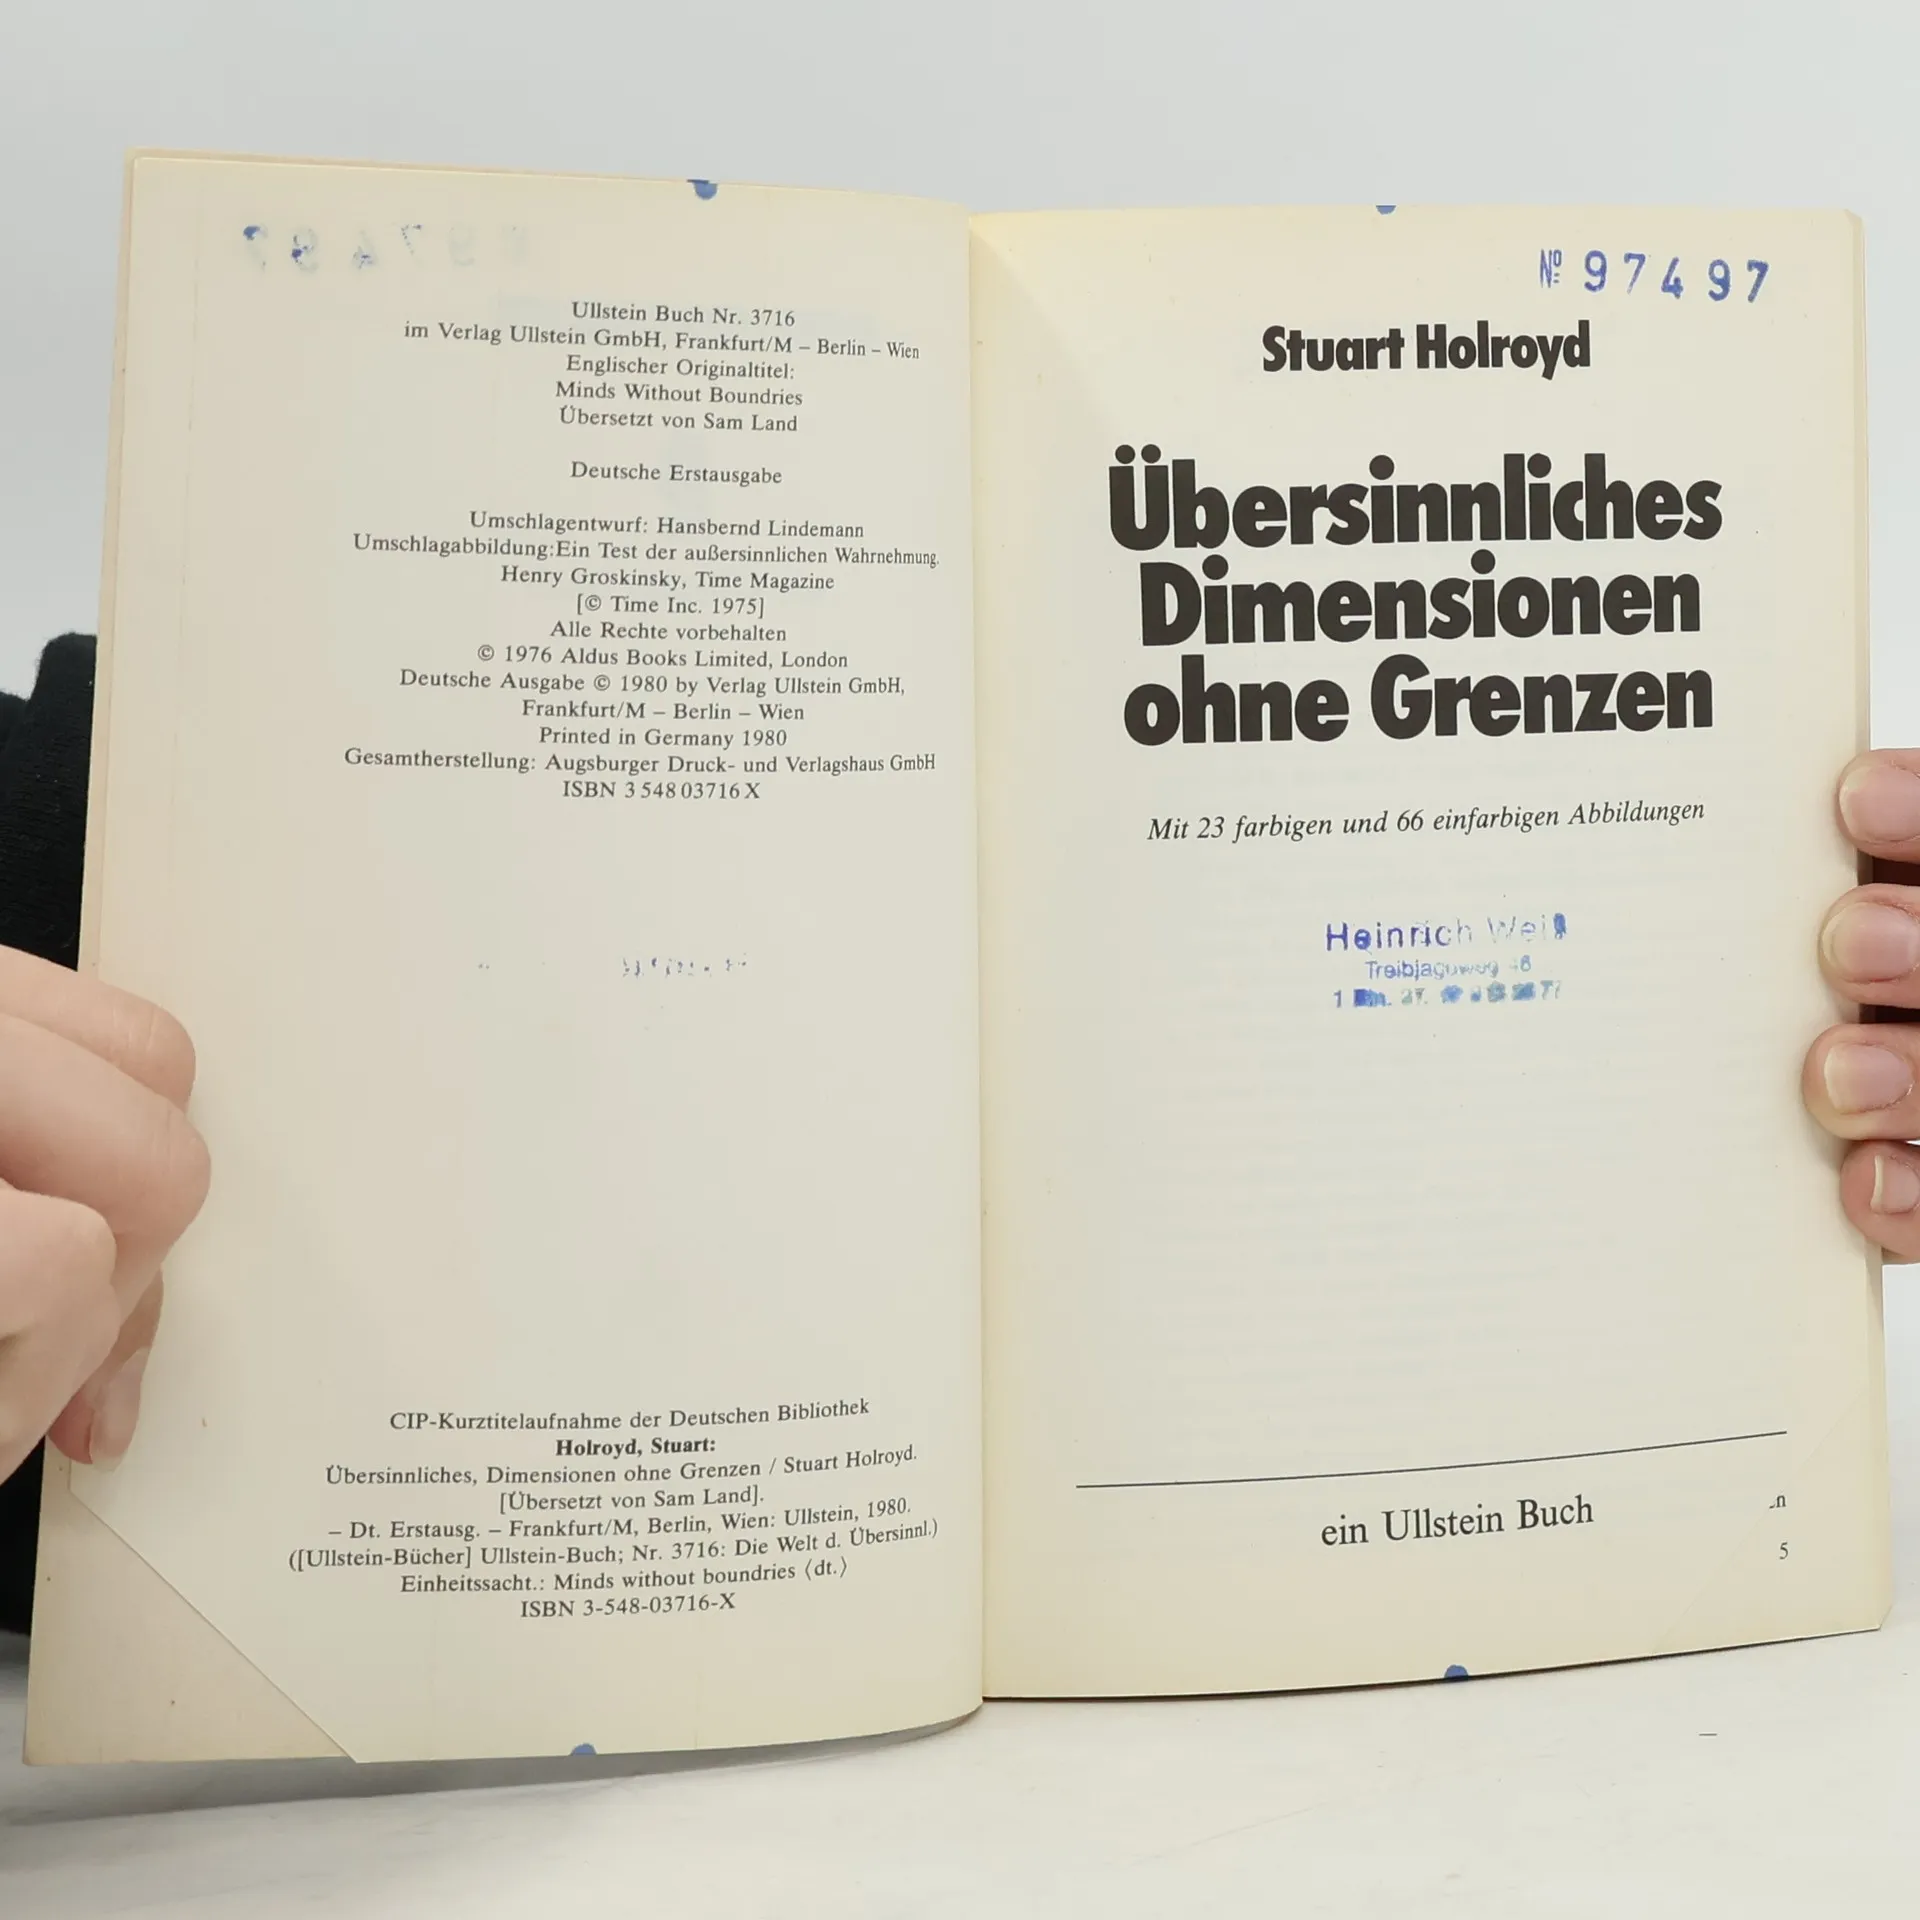 Ullstein Buch Nr. 3716
im Verlag Ullstein GmbH, Frankfurt/M – Berlin – Wien
Englischer Originaltitel:
Minds Without Boundries
Übersetzt von Sam Land
Deutsche Erstausgabe
Umschlagentwurf: Hansbernd Lindemann
Umschlagabbildung:Ein Test der außersinnlichen Wahrnehmung.
Henry Groskinsky, Time Magazine
[© Time Inc. 1975]
Alle Rechte vorbehalten
© 1976 Aldus Books Limited, London
Deutsche Ausgabe © 1980 by Verlag Ullstein GmbH,
Frankfurt/M – Berlin – Wien
Printed in Germany 1980
Gesamtherstellung: Augsburger Druck- und Verlagshaus GmbH
ISBN 3 548 03716 X
CIP-Kurztitelaufnahme der Deutschen Bibliothek
Holroyd, Stuart:
Übersinnliches, Dimensionen ohne Grenzen / Stuart Holroyd.
[Übersetzt von Sam Land].
– Dt. Erstausg. – Frankfurt/M, Berlin, Wien: Ullstein, 1980.
([Ullstein-Bücher] Ullstein-Buch; Nr. 3716: Die Welt d. Übersinnl.)
Einheitssacht.: Minds without boundries ⟨dt.⟩
ISBN 3-548-03716-X
Nº 97497
Stuart Holroyd
Übersinnliches
Dimensionen
ohne Grenzen
Mit 23 farbigen und 66 einfarbigen Abbildungen
Heinrich
ein Ullstein Buch
5